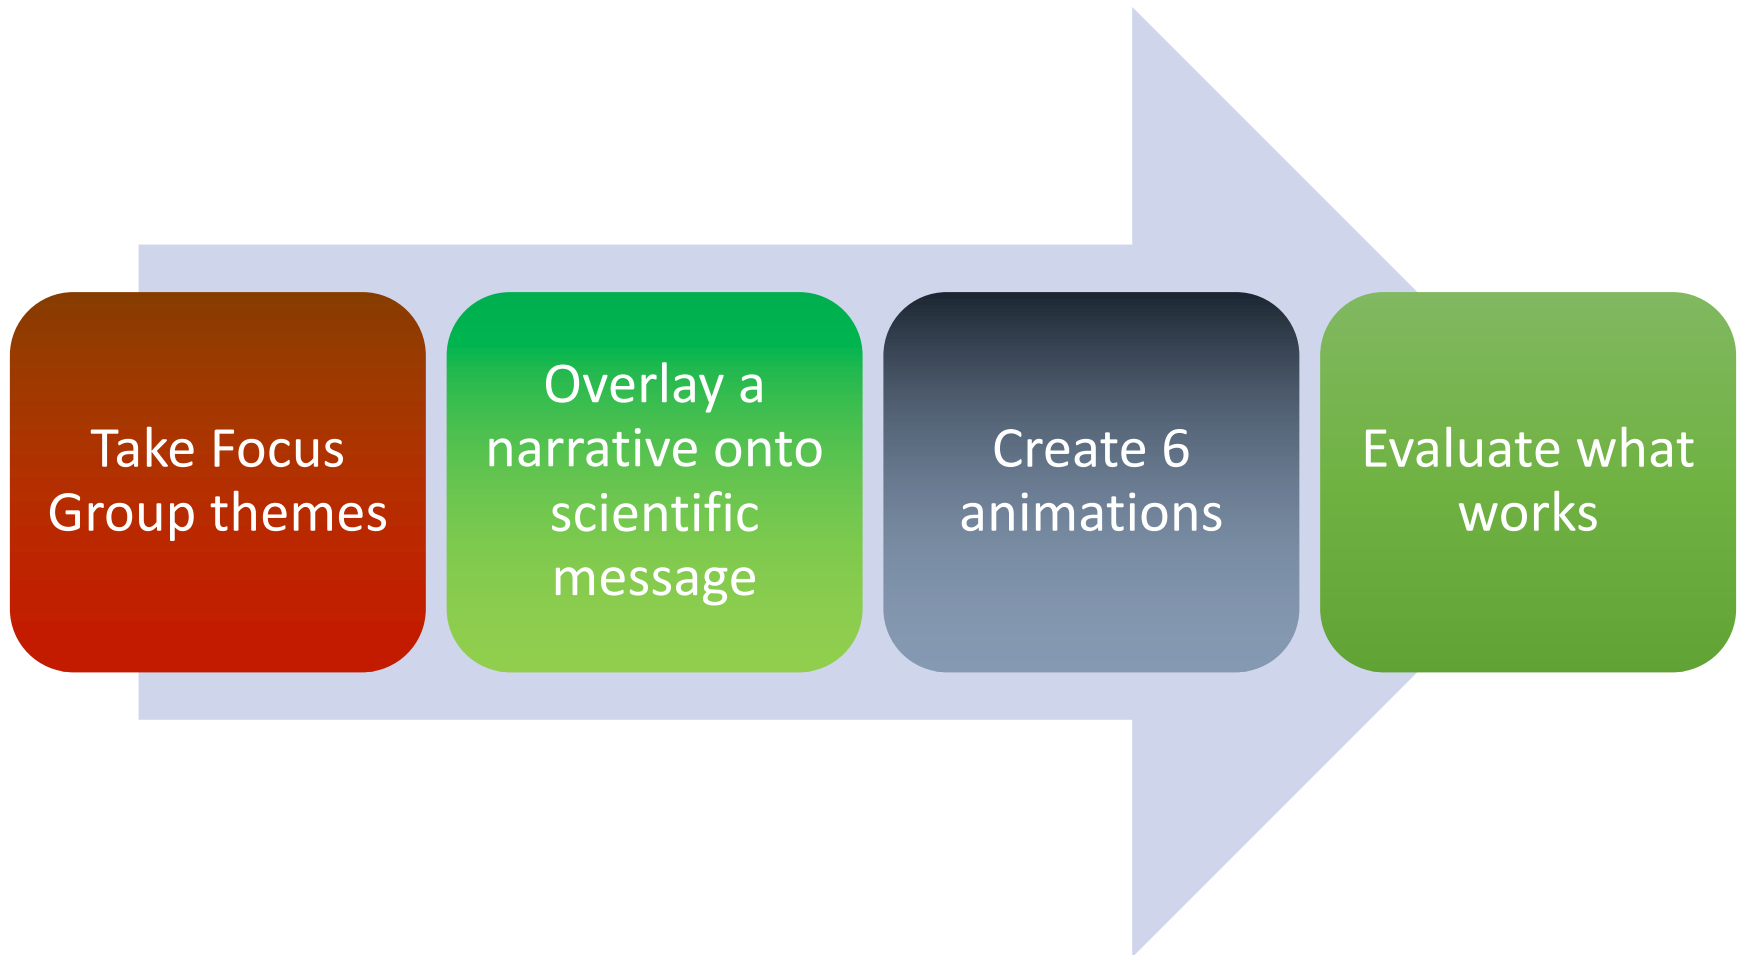 Take Focus
Group themes
Overlay a
narrative onto
scientific
message
Create 6
animations
Evaluate what
works